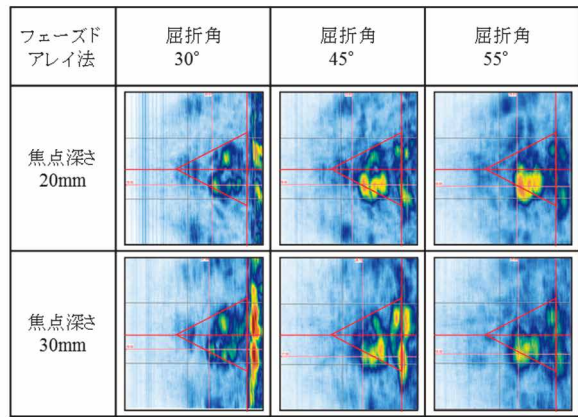 フェーズド
アレイ法
屈折角
30°
屈折角
45°
屈折角
55°
焦点深さ
20mm
焦点深さ
30mm